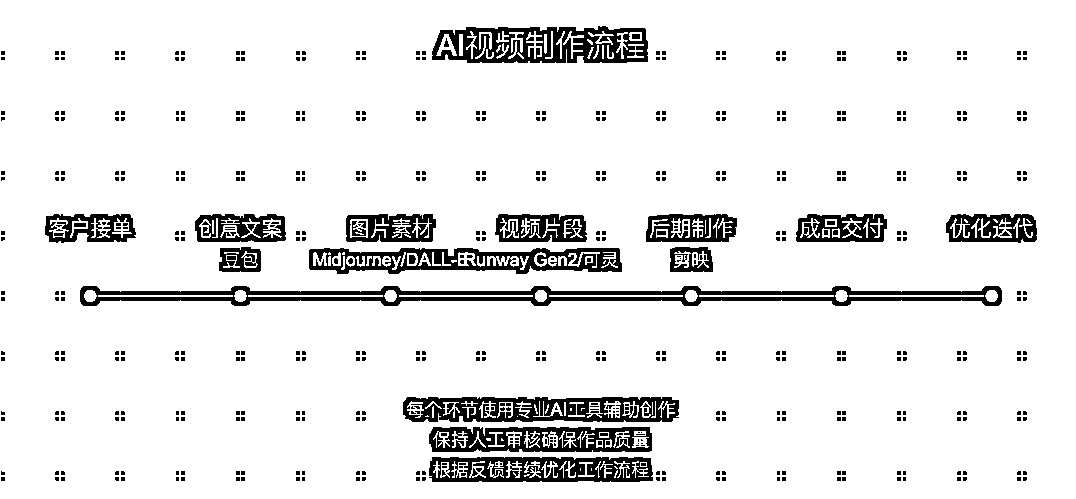 AI视频制作流程
客户接单 创意文案 图片素材 视频片段 后期制作 成品交付 优化迭代
豆包 Midjourney/DALL-E Runway Gen2/可灵 剪映
每个环节使用专业AI工具辅助创作
保持人工审核确保作品质量
根据反馈持续优化工作流程